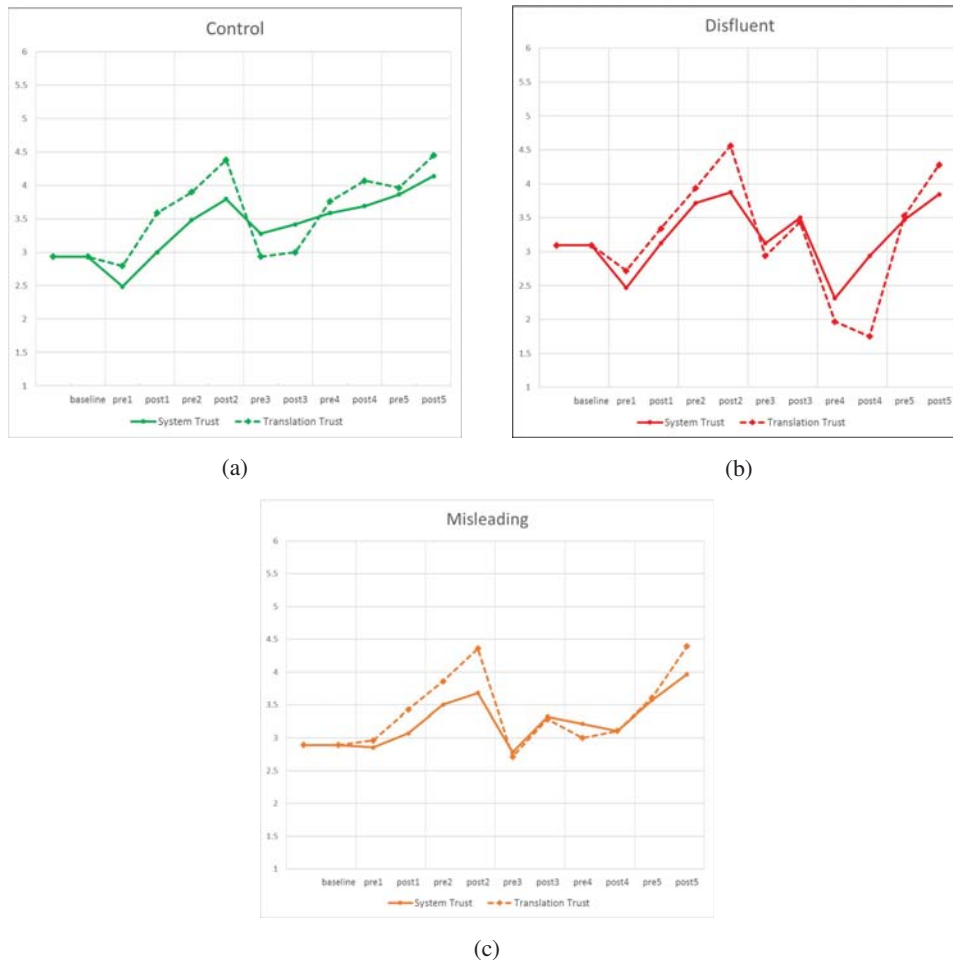 Control
6
5.5
5
4.5
4
3.5
3
2.5
2
1.5
1
baseline pre1 post1 pre2 post2 pre3 post3 pre4 post4 pre5 post5
System Trust Translation Trust
(a)
Disfluent
6
5.5
5
4.5
4
3.5
3
2.5
2
1.5
1
baseline pre1 post1 pre2 post2 pre3 post3 pre4 post4 pre5 post5
System Trust Translation Trust
(b)
Misleading
6
5.5
5
4.5
4
3.5
3
2.5
2
1.5
1
baseline pre1 post1 pre2 post2 pre3 post3 pre4 post4 pre5 post5
System Trust Translation Trust
(c)